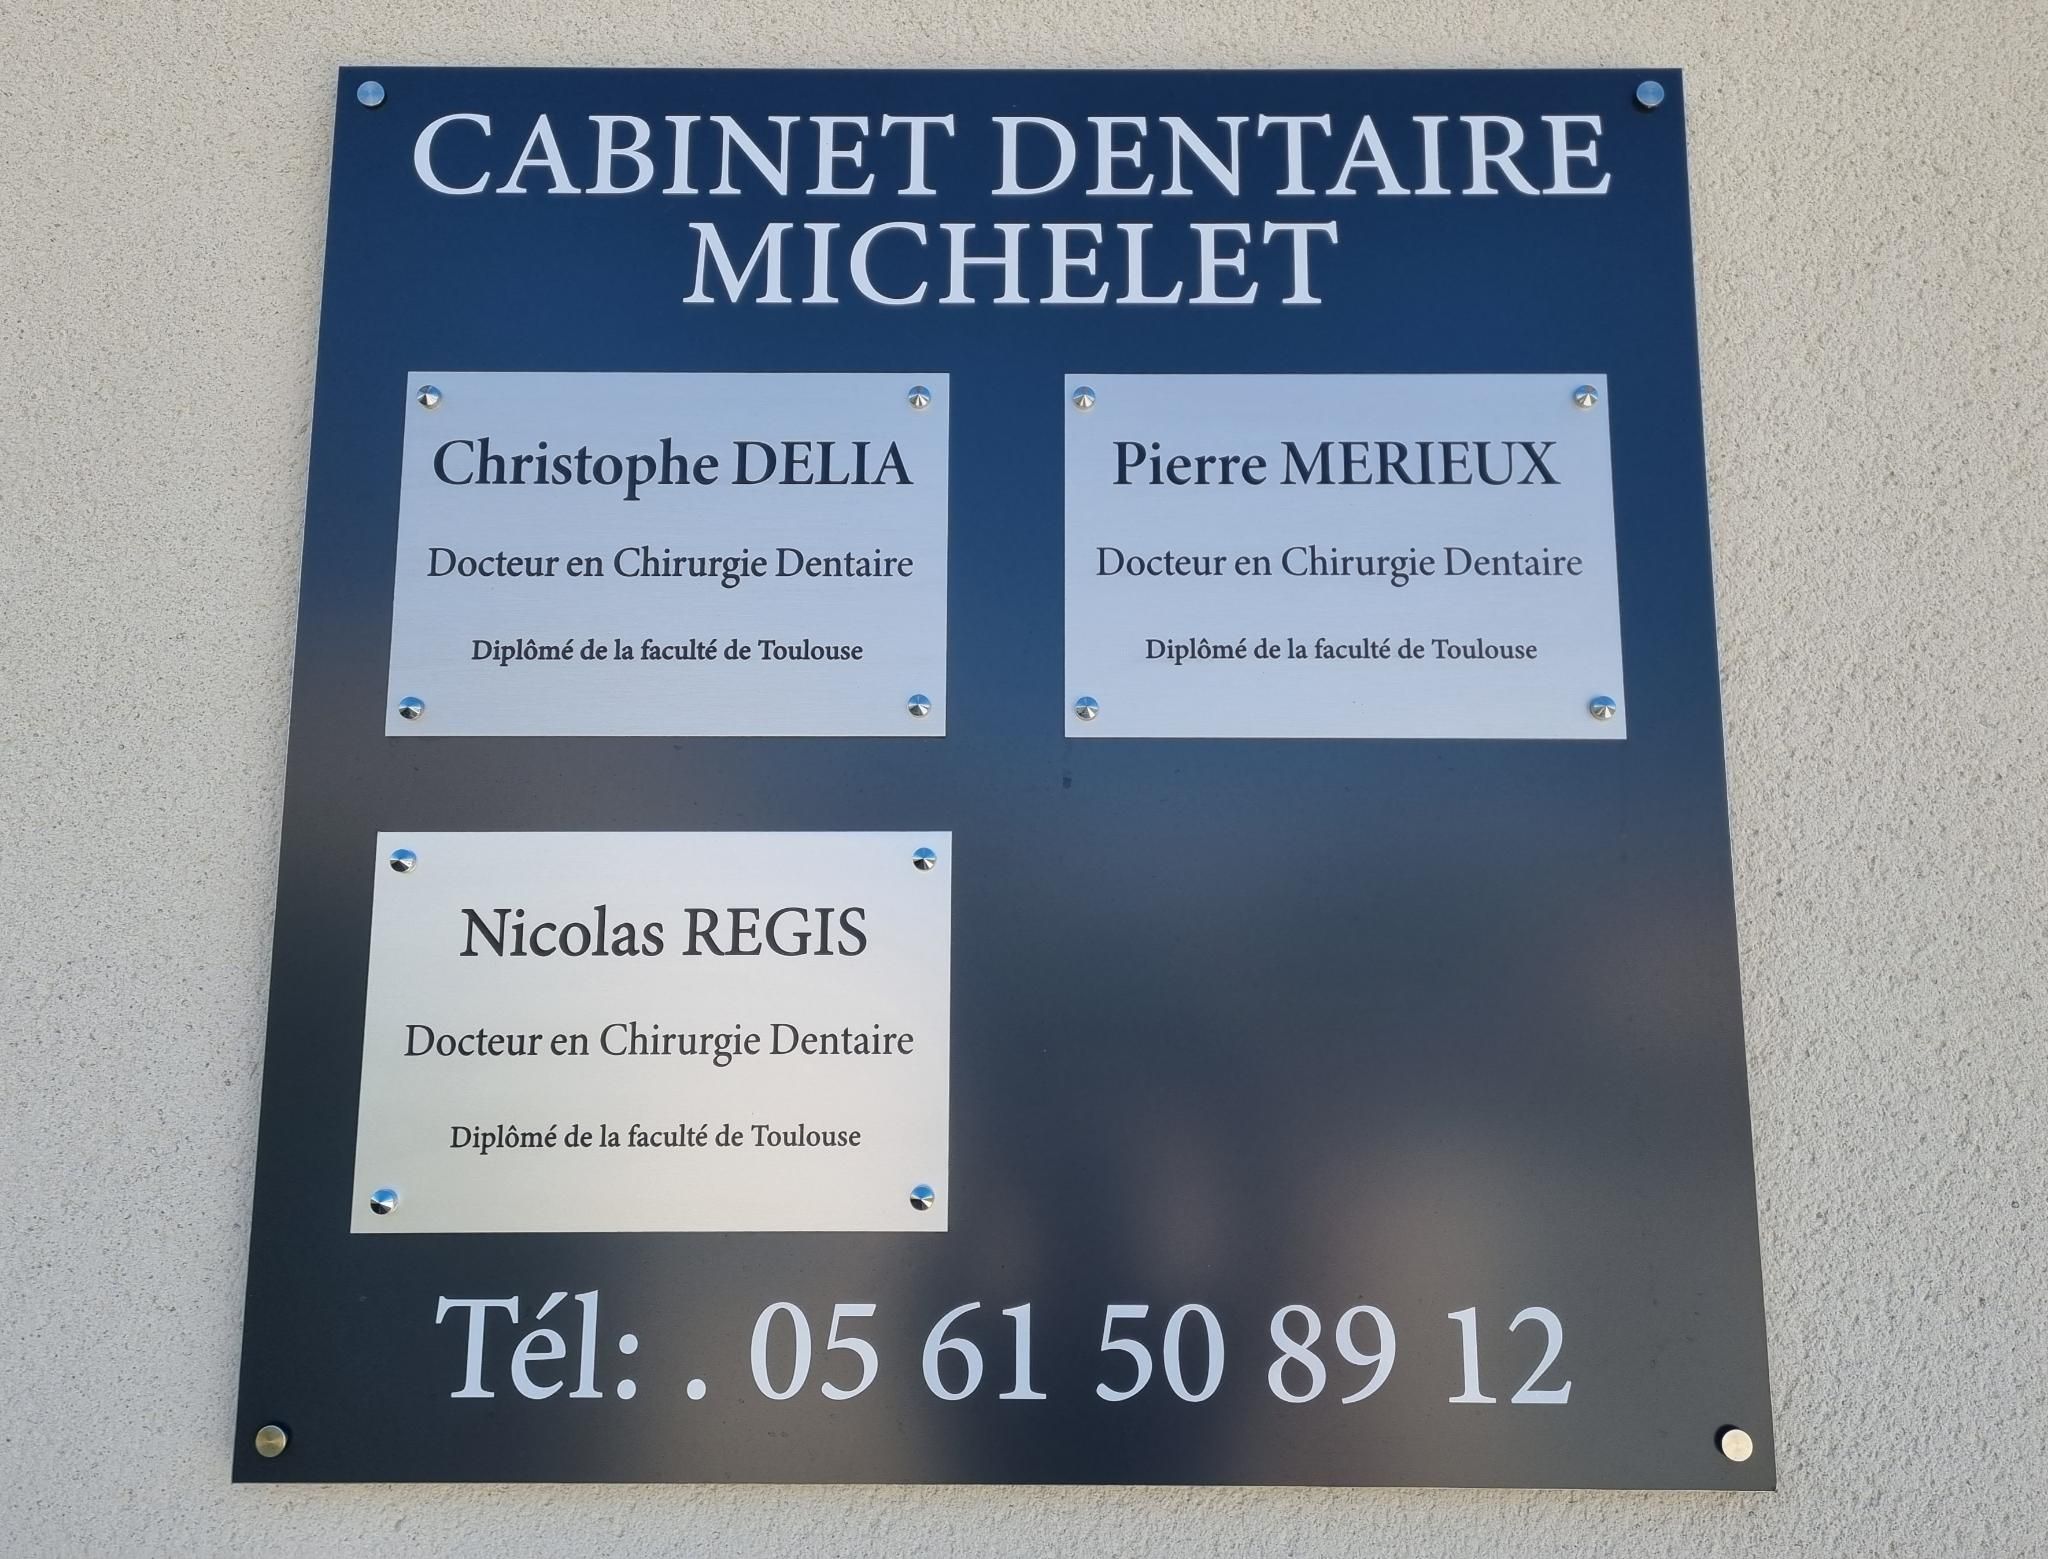 CABINET DENTAIRE
MICHELET
Christophe DELIA
Docteur en Chirurgie Dentaire
Diplômé de la faculté de Toulouse
Pierre MERIEUX
Docteur en Chirurgie Dentaire
Diplômé de la faculté de Toulouse
Nicolas REGIS
Docteur en Chirurgie Dentaire
Diplômé de la faculté de Toulouse
Tél: . 05 61 50 89 12